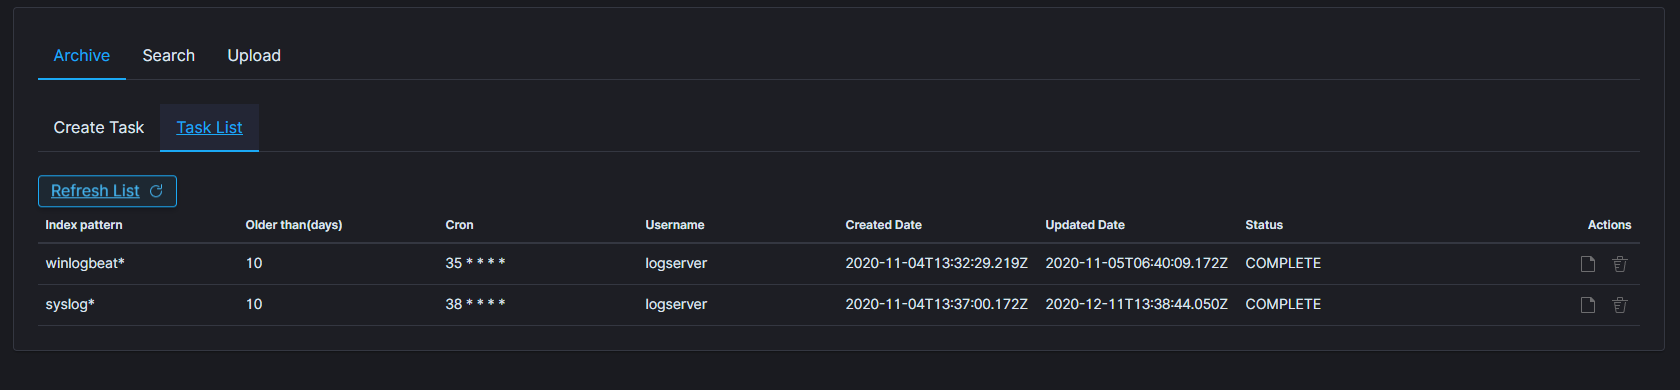 Archive Search Upload
Create Task Task List
Refresh List
Index pattern Older than(days) Cron Username Created Date Updated Date Status Actions
winlogbeat* 10 35 * * * * logserver 2020-11-04T13:32:29.219Z 2020-11-05T06:40:09.172Z COMPLETE
syslog* 10 38 * * * * logserver 2020-11-04T13:37:00.172Z 2020-12-11T13:38:44.050Z COMPLETE